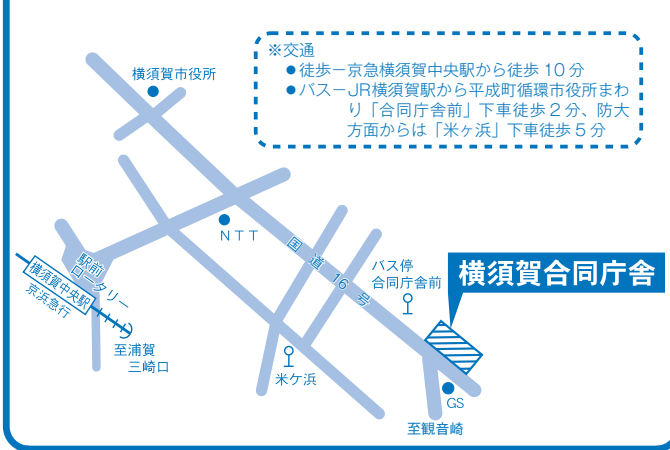 ※交通
●徒歩－京急横須賀中央駅から徒歩10分
●バス－JR横須賀駅から平成町循環市役所まわ
り「合同庁舎前」下車徒歩2分、防大
方面からは「米ヶ浜」下車徒歩5分
横須賀市役所
NTT
国道16号
バス停
合同庁舎前
横須賀合同庁舎
駅前
ロータリー
横須賀中央駅
京浜急行
至浦賀
三崎口
米ケ浜
GS
至観音崎